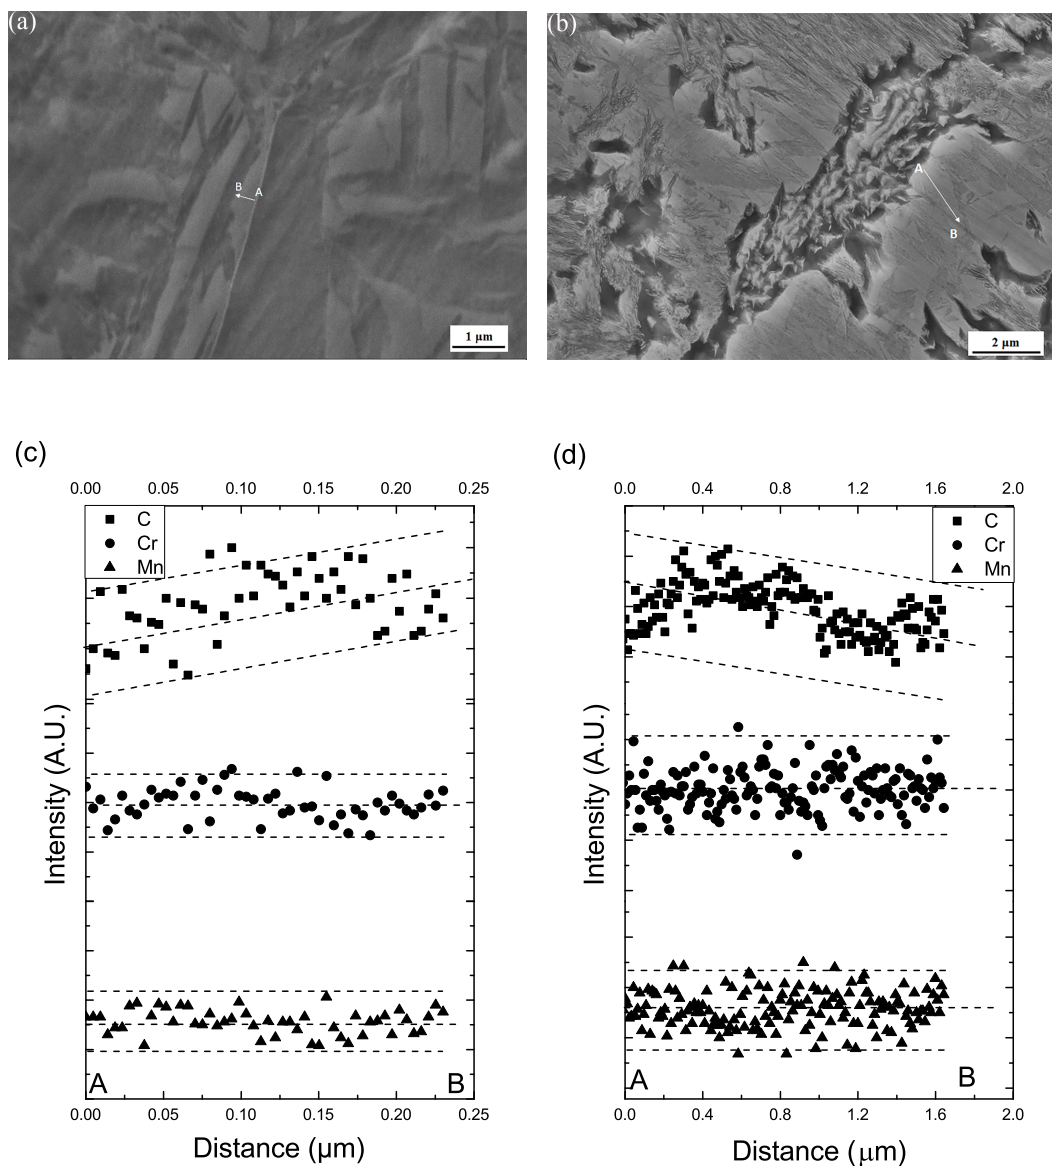 (a)
B
A
1 μm
(b)
A
B
2 μm
(c)
0.00 0.05 0.10 0.15 0.20 0.25
C
Cr
Mn
Intensity (A.U.)
A
B
0.00 0.05 0.10 0.15 0.20 0.25
Distance (μm)
(d)
0.0 0.4 0.8 1.2 1.6 2.0
C
Cr
Mn
Intensity (A.U.)
A
B
0.0 0.4 0.8 1.2 1.6 2.0
Distance (μm)